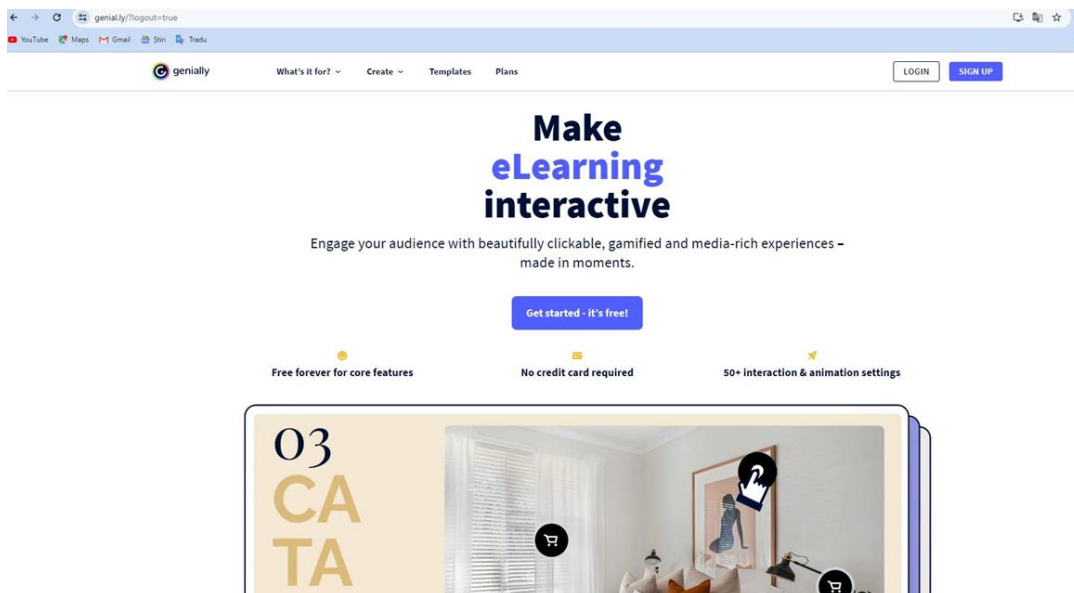 genial.ly/?logout=true
YouTube Maps Gmail Știri Tradu
genially What's it for? Create Templates Plans LOGIN SIGN UP
Make
eLearning
interactive
Engage your audience with beautifully clickable, gamified and media-rich experiences –
made in moments.
Get started - it's free!
Free forever for core features No credit card required 50+ interaction & animation settings
03
CA
TA